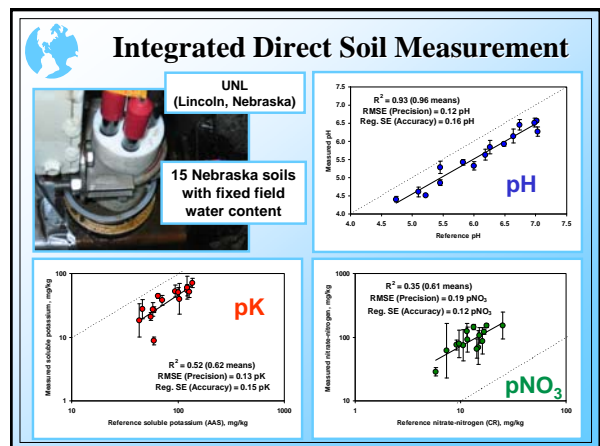 Integrated Direct Soil Measurement
UNL
(Lincoln, Nebraska)
15 Nebraska soils
with fixed field
water content
R² = 0.93 (0.96 means)
RMSE (Precision) = 0.12 pH
Reg. SE (Accuracy) = 0.16 pH
pH
Measured pH
7.5
7.0
6.5
6.0
5.5
5.0
4.5
4.0
4.0 4.5 5.0 5.5 6.0 6.5 7.0 7.5
Reference pH
pK
R² = 0.52 (0.62 means)
RMSE (Precision) = 0.13 pK
Reg. SE (Accuracy) = 0.15 pK
Measured soluble potassium, mg/kg
100
10
1
10 100 1000
Reference soluble potassium (AAS), mg/kg
R² = 0.35 (0.61 means)
RMSE (Precision) = 0.19 pNO₃
Reg. SE (Accuracy) = 0.12 pNO₃
pNO₃
Measured nitrate-nitrogen, mg/kg
1000
100
10
1 10 100
Reference nitrate-nitrogen (CR), mg/kg